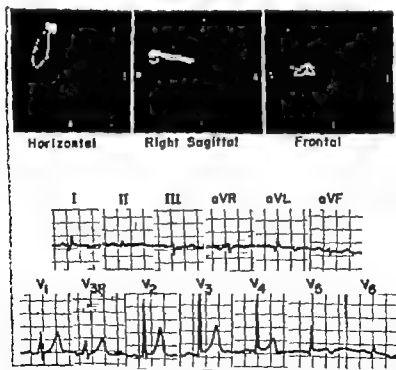 Horizontal Right Sagittal Frontal
I II III aVR aVL aVF
V1 V3R V2 V3 V4 V5 V6